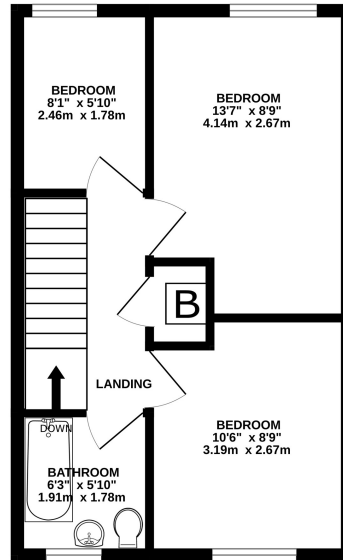 BEDROOM
8'1" x 5'10"
2.46m x 1.78m
BEDROOM
13'7" x 8'9"
4.14m x 2.67m
B
LANDING
DOWN
BEDROOM
10'6" x 8'9"
3.19m x 2.67m
BATHROOM
6'3" x 5'10"
1.91m x 1.78m